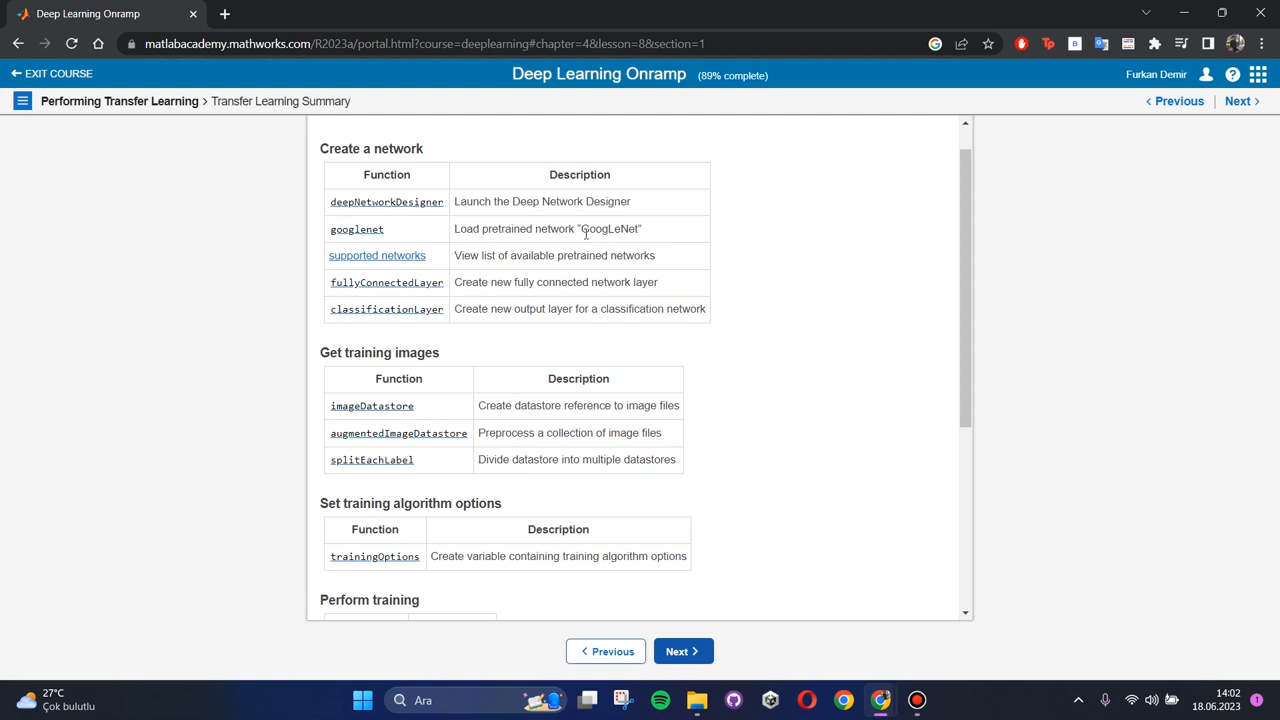 Deep Learning Onramp
matlabacademy.mathworks.com/R2023a/portal.html?course=deeplearning#chapter=4&lesson=8&section=1
EXIT COURSE
Deep Learning Onramp (89% complete)
Furkan Demir
Performing Transfer Learning > Transfer Learning Summary
Previous
Next
Create a network
Function Description
deepNetworkDesigner Launch the Deep Network Designer
googlenet Load pretrained network “GoogLeNet”
supported networks View list of available pretrained networks
fullyConnectedLayer Create new fully connected network layer
classificationLayer Create new output layer for a classification network
Get training images
Function Description
imageDatastore Create datastore reference to image files
augmentedImageDatastore Preprocess a collection of image files
splitEachLabel Divide datastore into multiple datastores
Set training algorithm options
Function Description
trainingOptions Create variable containing training algorithm options
Perform training
Previous
Next
27°C
Çok bulutlu
Ara
14:02
18.06.2023
1